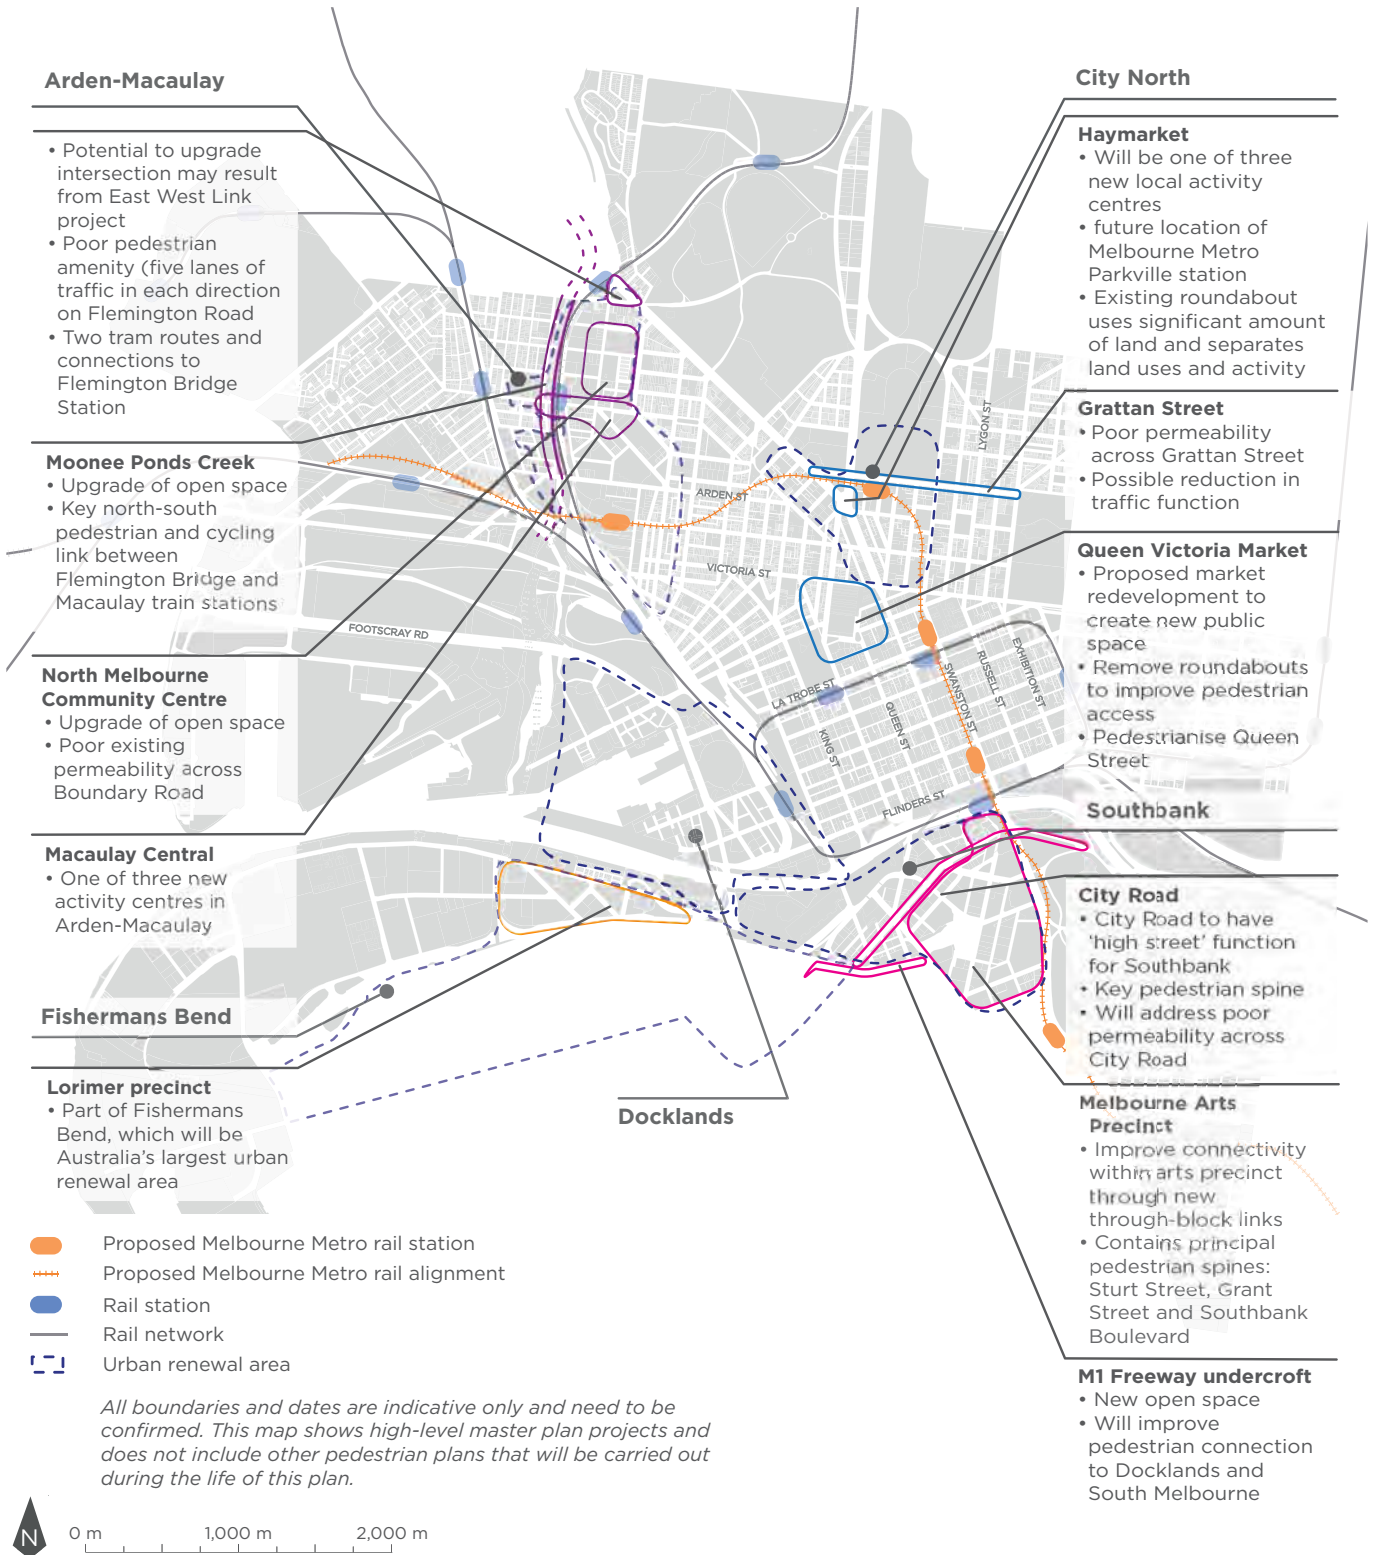 Arden-Macaulay
• Potential to upgrade
intersection may result
from East West Link
project
• Poor pedestrian
amenity (five lanes of
traffic in each direction
on Flemington Road
• Two tram routes and
connections to
Flemington Bridge
Station
Moonee Ponds Creek
• Upgrade of open space
• Key north-south
pedestrian and cycling
link between
Flemington Bridge and
Macaulay train stations
North Melbourne
Community Centre
• Upgrade of open space
• Poor existing
permeability across
Boundary Road
Macaulay Central
• One of three new
activity centres in
Arden-Macaulay
Fishermans Bend
Lorimer precinct
• Part of Fishermans
Bend, which will be
Australia's largest urban
renewal area
City North
Haymarket
• Will be one of three
new local activity
centres
• future location of
Melbourne Metro
Parkville station
• Existing roundabout
uses significant amount
of land and separates
land uses and activity
Grattan Street
• Poor permeability
across Grattan Street
• Possible reduction in
traffic function
Queen Victoria Market
• Proposed market
redevelopment to
create new public
space
• Remove roundabouts
to improve pedestrian
access
• Pedestrianise Queen
Street
Southbank
City Road
• City Road to have
'high street' function
for Southbank
• Key pedestrian spine
• Will address poor
permeability across
City Road
Melbourne Arts
Precinct
• Improve connectivity
within arts precinct
through new
through-block links
• Contains principal
pedestrian spines:
Sturt Street, Grant
Street and Southbank
Boulevard
M1 Freeway undercroft
• New open space
• Will improve
pedestrian connection
to Docklands and
South Melbourne
LYGON ST
ARDEN ST
VICTORIA ST
FOOTSCRAY RD
LA TROBE ST
KING ST
QUEEN ST
SWANSTON ST
RUSSELL ST
EXHIBITION ST
FLINDERS ST
Docklands
Proposed Melbourne Metro rail station
Proposed Melbourne Metro rail alignment
Rail station
Rail network
Urban renewal area
All boundaries and dates are indicative only and need to be
confirmed. This map shows high-level master plan projects and
does not include other pedestrian plans that will be carried out
during the life of this plan.
N
0 m 1,000 m 2,000 m